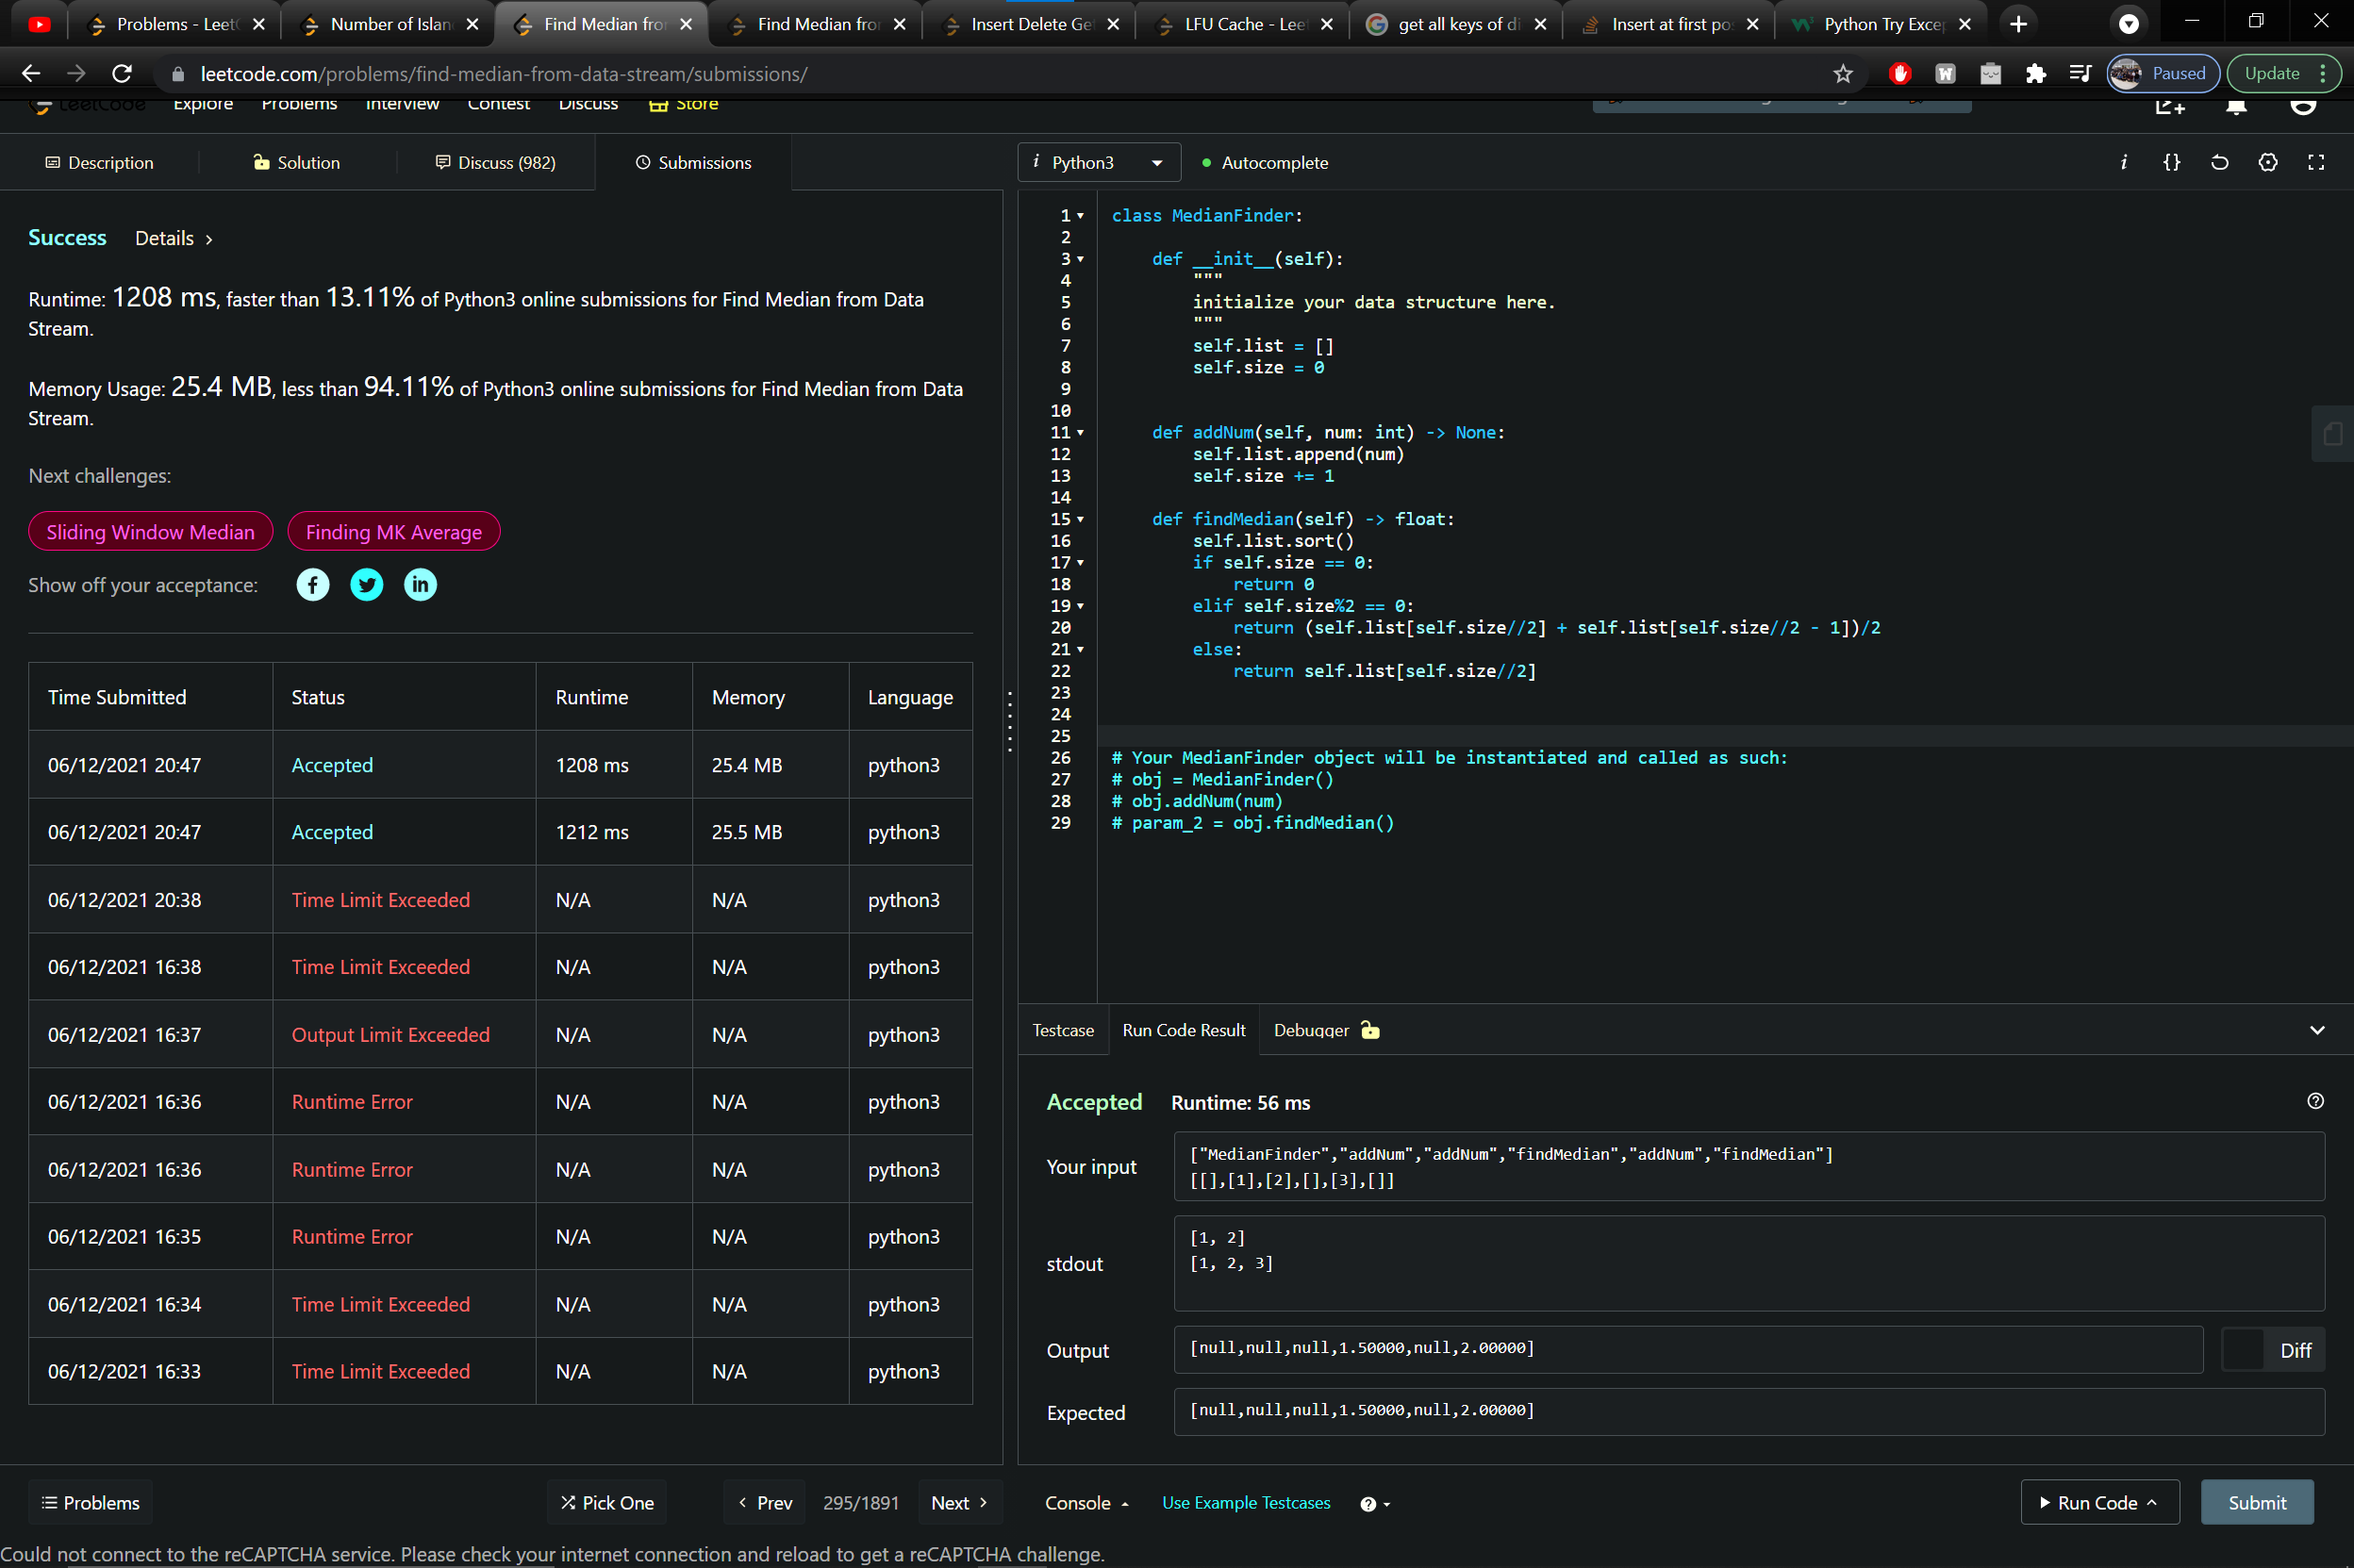 Problems - Leet
Number of Islan
Find Median fro
Find Median fro
Insert Delete Ge
LFU Cache - Lee
get all keys of di
Insert at first po
Python Try Excep
leetcode.com/problems/find-median-from-data-stream/submissions/
Paused
Update
LeetCode Explore Problems Interview Contest Discuss Store
Description Solution Discuss (982) Submissions
Success Details >
Runtime: 1208 ms, faster than 13.11% of Python3 online submissions for Find Median from Data
Stream.
Memory Usage: 25.4 MB, less than 94.11% of Python3 online submissions for Find Median from Data
Stream.
Next challenges:
Sliding Window Median Finding MK Average
Show off your acceptance:
Time Submitted Status Runtime Memory Language
06/12/2021 20:47 Accepted 1208 ms 25.4 MB python3
06/12/2021 20:47 Accepted 1212 ms 25.5 MB python3
06/12/2021 20:38 Time Limit Exceeded N/A N/A python3
06/12/2021 16:38 Time Limit Exceeded N/A N/A python3
06/12/2021 16:37 Output Limit Exceeded N/A N/A python3
06/12/2021 16:36 Runtime Error N/A N/A python3
06/12/2021 16:36 Runtime Error N/A N/A python3
06/12/2021 16:35 Runtime Error N/A N/A python3
06/12/2021 16:34 Time Limit Exceeded N/A N/A python3
06/12/2021 16:33 Time Limit Exceeded N/A N/A python3
Problems Pick One < Prev 295/1891 Next >
i Python3 Autocomplete i {}
1 class MedianFinder:
2
3     def __init__(self):
4         """
5         initialize your data structure here.
6         """
7         self.list = []
8         self.size = 0
9
10
11     def addNum(self, num: int) -> None:
12         self.list.append(num)
13         self.size += 1
14
15     def findMedian(self) -> float:
16         self.list.sort()
17         if self.size == 0:
18             return 0
19         elif self.size%2 == 0:
20             return (self.list[self.size//2] + self.list[self.size//2 - 1])/2
21         else:
22             return self.list[self.size//2]
23
24
25
26 # Your MedianFinder object will be instantiated and called as such:
27 # obj = MedianFinder()
28 # obj.addNum(num)
29 # param_2 = obj.findMedian()
Testcase Run Code Result Debugger
Accepted Runtime: 56 ms
Your input
["MedianFinder","addNum","addNum","findMedian","addNum","findMedian"]
[[],[1],[2],[],[3],[]]
stdout
[1, 2]
[1, 2, 3]
Output [null,null,null,1.50000,null,2.00000] Diff
Expected [null,null,null,1.50000,null,2.00000]
Console Use Example Testcases Run Code Submit
Could not connect to the reCAPTCHA service. Please check your internet connection and reload to get a reCAPTCHA challenge.